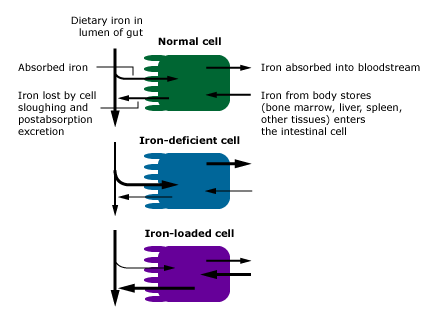 Dietary iron in
lumen of gut
Normal cell
Absorbed iron
Iron absorbed into bloodstream
Iron lost by cell
sloughing and
postabsorption
excretion
Iron from body stores
(bone marrow, liver, spleen,
other tissues) enters
the intestinal cell
Iron-deficient cell
Iron-loaded cell